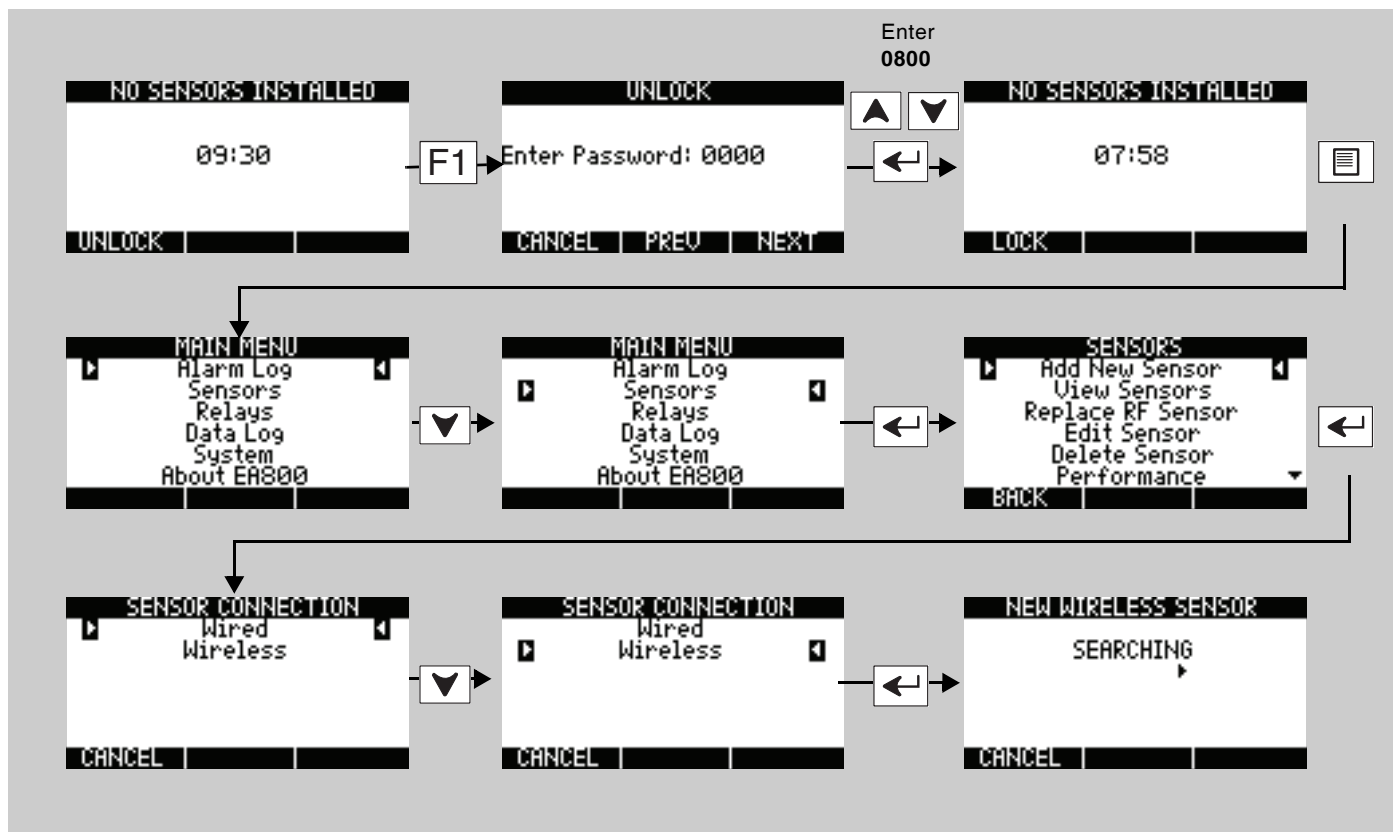 Enter
0800
NO SENSORS INSTALLED
09:30
UNLOCK
F1
UNLOCK
Enter Password: 0000
CANCEL PREV NEXT
NO SENSORS INSTALLED
07:58
LOCK
MAIN MENU
Alarm Log
Sensors
Relays
Data Log
System
About EA800
MAIN MENU
Alarm Log
Sensors
Relays
Data Log
System
About EA800
SENSORS
Add New Sensor
View Sensors
Replace RF Sensor
Edit Sensor
Delete Sensor
Performance
BACK
SENSOR CONNECTION
Wired
Wireless
CANCEL
SENSOR CONNECTION
Wired
Wireless
CANCEL
NEW WIRELESS SENSOR
SEARCHING
CANCEL